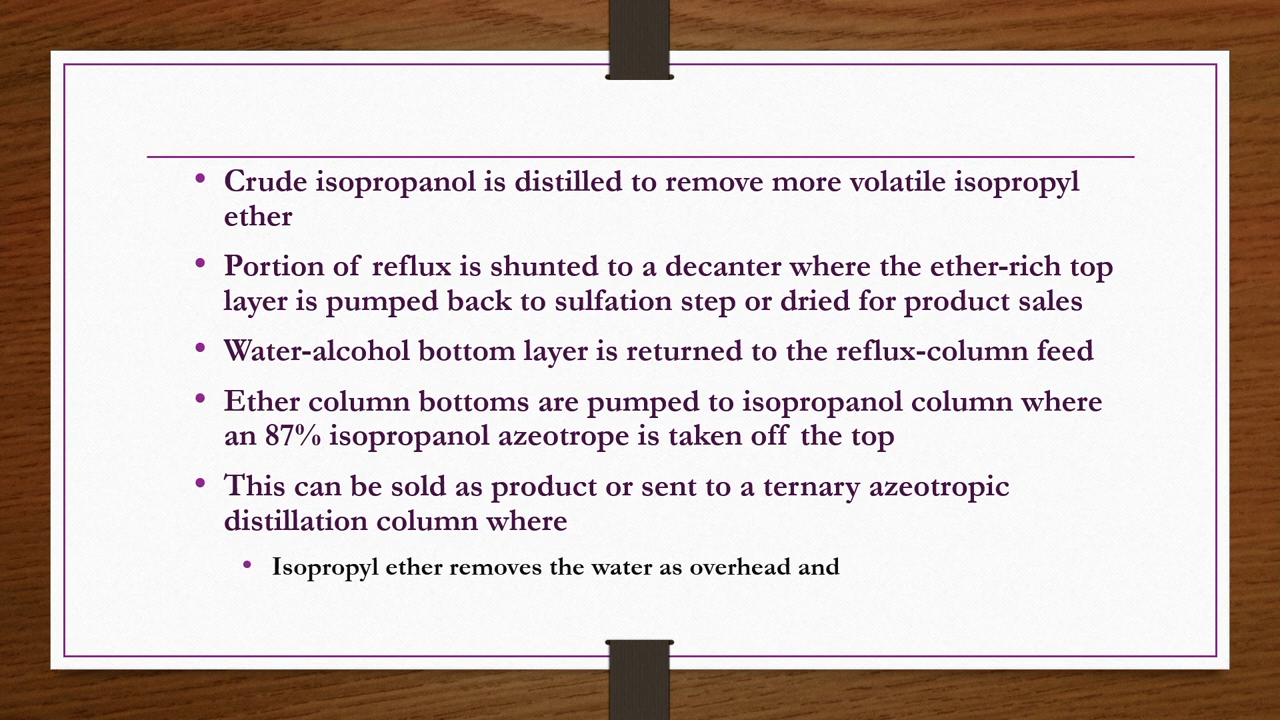 • Crude isopropanol is distilled to remove more volatile isopropyl
ether
• Portion of reflux is shunted to a decanter where the ether-rich top
layer is pumped back to sulfation step or dried for product sales
• Water-alcohol bottom layer is returned to the reflux-column feed
• Ether column bottoms are pumped to isopropanol column where
an 87% isopropanol azeotrope is taken off the top
• This can be sold as product or sent to a ternary azeotropic
distillation column where
• Isopropyl ether removes the water as overhead and